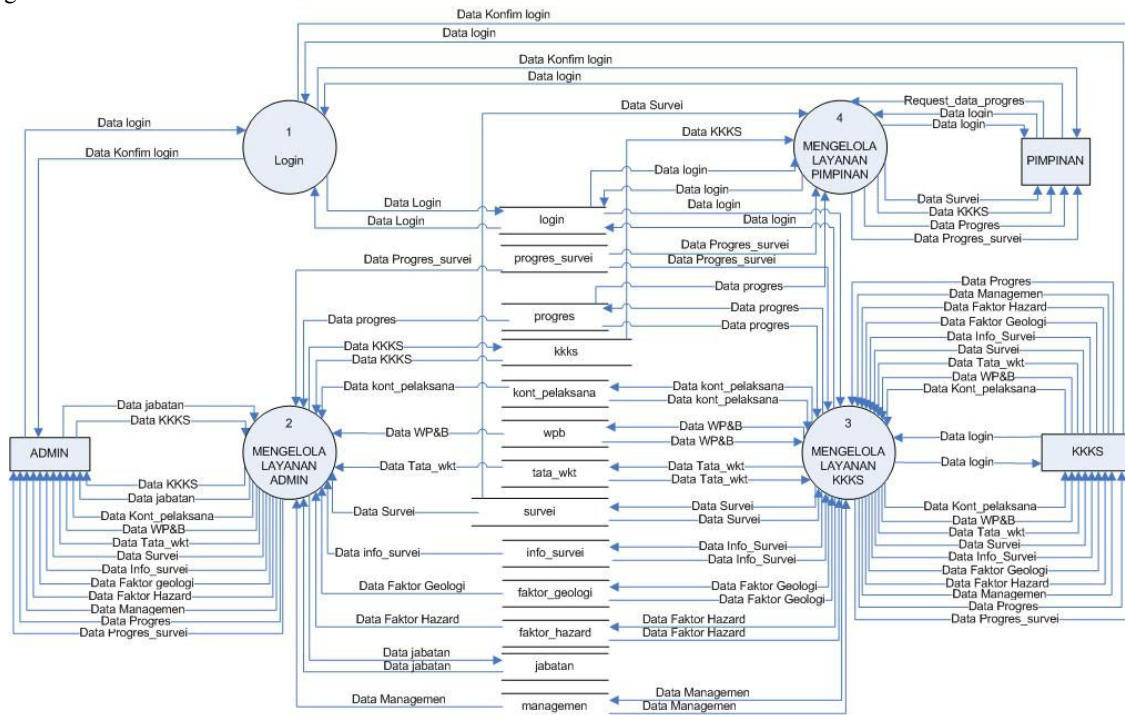 g
Data Konfim login
Data login
Data Konfim login
Data login
Data login
Data Konfim login
1
Login
Data Login
Data Login
Data Survei
Data KKKS
Data login
Data login
Data login
Data login
4
MENGELOLA
LAYANAN
PIMPINAN
Request_data_progres
Data login
Data login
PIMPINAN
Data Survei
Data KKKS
Data Progres
Data Progres_survei
login
progres_survei
progres
kkks
kont_pelaksana
wpb
tata_wkt
survei
info_survei
faktor_geologi
faktor_hazard
jabatan
managemen
Data Progres_survei
Data Progres_survei
Data Progres_survei
Data progres
Data progres
Data progres
Data progres
Data KKKS
Data KKKS
Data kont_pelaksana
Data kont_pelaksana
Data kont_pelaksana
Data WP&B
Data WP&B
Data WP&B
Data Tata_wkt
Data Tata_wkt
Data Tata_wkt
Data Survei
Data Survei
Data Survei
Data info_survei
Data Info_Survei
Data Info_Survei
Data Faktor Geologi
Data Faktor Geologi
Data Faktor Geologi
Data Faktor Hazard
Data Faktor Hazard
Data Faktor Hazard
Data jabatan
Data jabatan
Data Managemen
Data Managemen
Data Managemen
ADMIN
Data jabatan
Data KKKS
2
MENGELOLA
LAYANAN
ADMIN
Data KKKS
Data jabatan
Data Kont_pelaksana
Data WP&B
Data Tata_wkt
Data Survei
Data Info_survei
Data Faktor geologi
Data Faktor Hazard
Data Managemen
Data Progres
Data Progres_survei
3
MENGELOLA
LAYANAN
KKKS
Data Progres
Data Managemen
Data Faktor Hazard
Data Faktor Geologi
Data Info_Survei
Data Survei
Data Tata_wkt
Data WP&B
Data Kont_pelaksana
Data login
Data login
KKKS
Data Kont_pelaksana
Data WP&B
Data Tata_wkt
Data Survei
Data Info_Survei
Data Faktor Geologi
Data Faktor Hazard
Data Managemen
Data Progres
Data Progres_survei